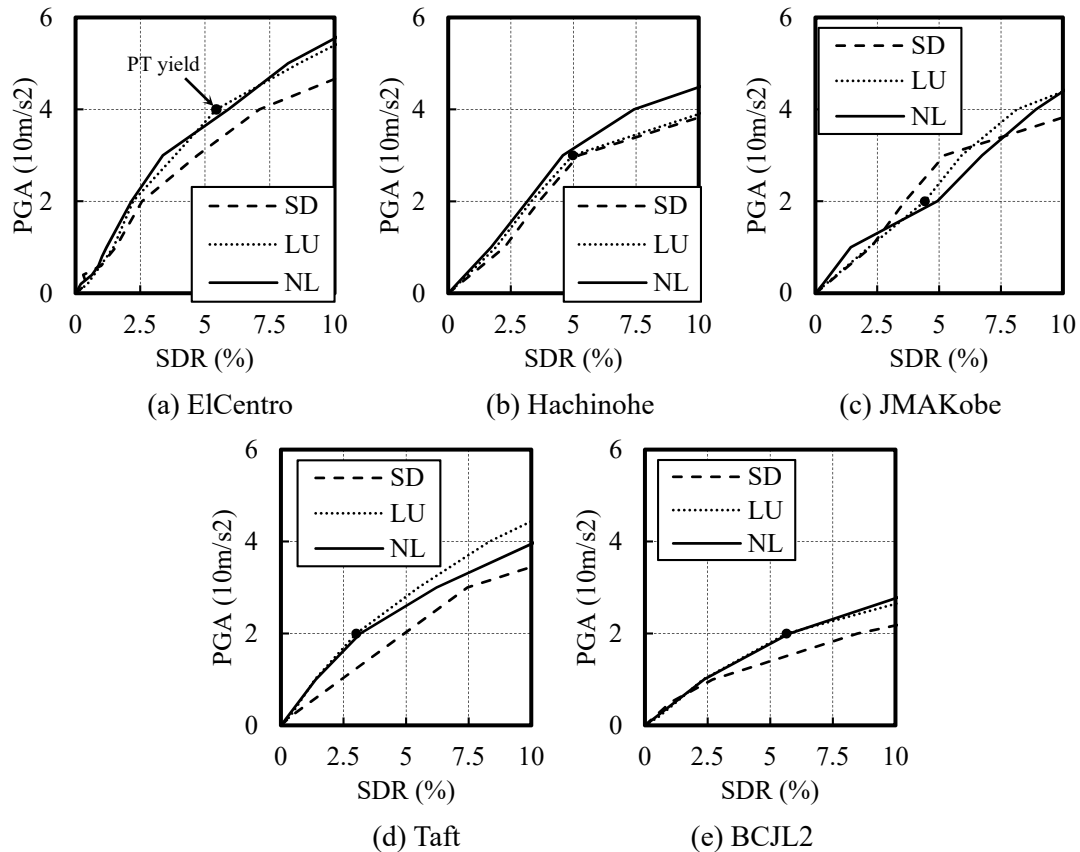 6
4
2
0
PGA (10m/s2)
PT yield
SD
LU
NL
0 2.5 5 7.5 10
SDR (%)
(a) ElCentro
6
4
2
0
PGA (10m/s2)
SD
LU
NL
0 2.5 5 7.5 10
SDR (%)
(b) Hachinohe
6
4
2
0
PGA (10m/s2)
SD
LU
NL
0 2.5 5 7.5 10
SDR (%)
(c) JMAKobe
6
4
2
0
PGA (10m/s2)
SD
LU
NL
0 2.5 5 7.5 10
SDR (%)
(d) Taft
6
4
2
0
PGA (10m/s2)
SD
LU
NL
0 2.5 5 7.5 10
SDR (%)
(e) BCJL2